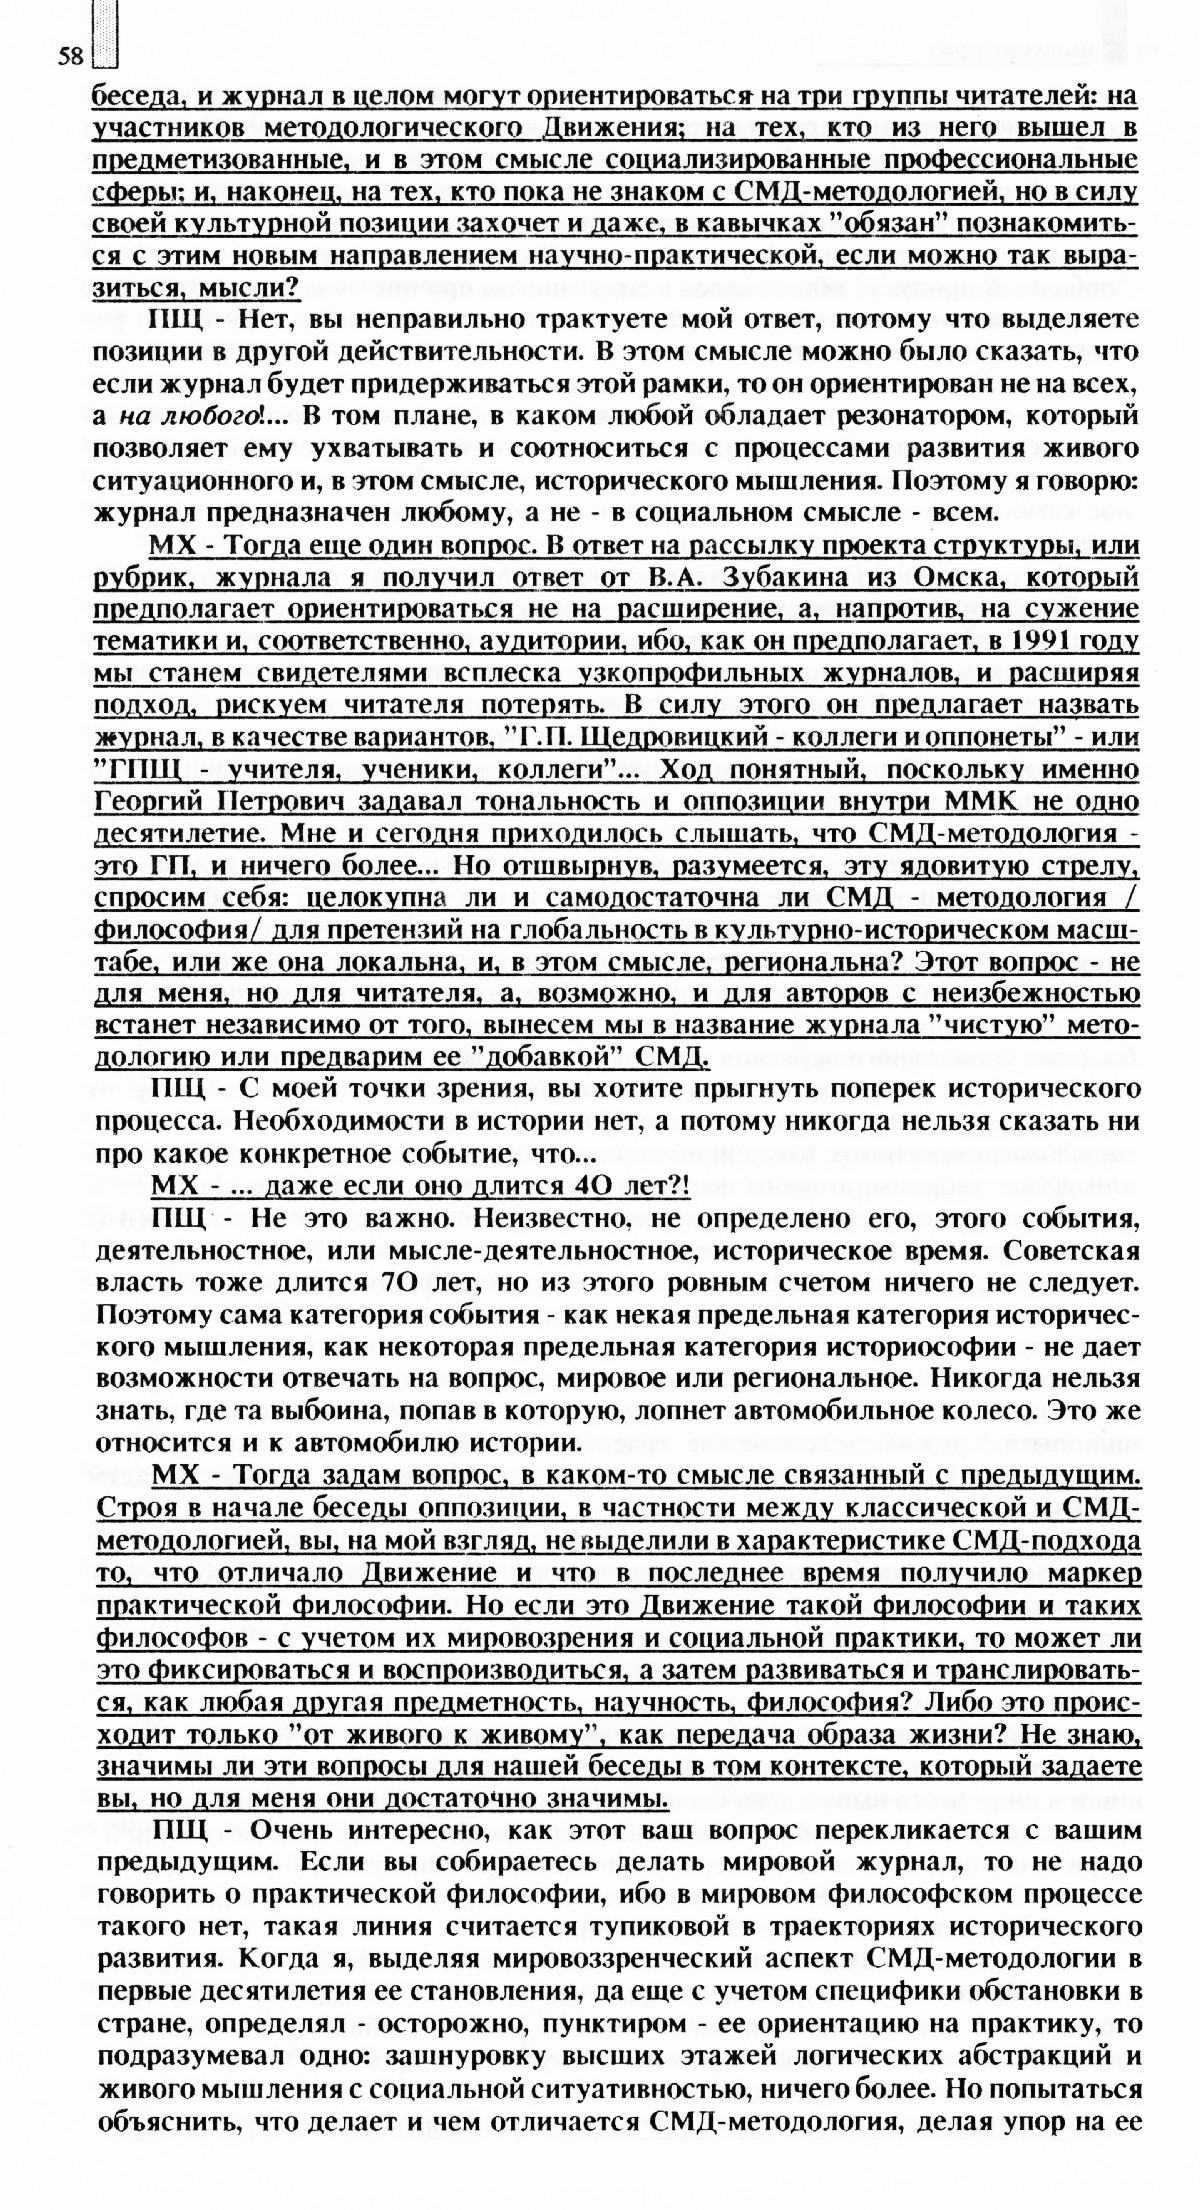 58
беседа, и журнал в целом могут ориентироваться на три группы читателей: на
участников методологического Движения; на тех, кто из него вышел в
предметизованные, и в этом смысле социализированные профессиональные
сферы; и, наконец, на тех, кто пока не знаком с СМД-методологией, но в силу
своей культурной позиции захочет и даже, в кавычках ”обязан” познакомить-
ся с этим новым направлением научно-практической, если можно так выра-
зиться, мысли?
ПЩ - Нет, вы неправильно трактуете мой ответ, потому что выделяете
позиции в другой действительности. В этом смысле можно было сказать, что
если журнал будет придерживаться этой рамки, то он ориентирован не на всех,
а на любого!... В том плане, в каком любой обладает резонатором, который
позволяет ему ухватывать и соотноситься с процессами развития живого
ситуационного и, в этом смысле, исторического мышления. Поэтому я говорю:
журнал предназначен любому, а не - в социальном смысле - всем.
МХ - Тогда еще один вопрос. В ответ на рассылку проекта структуры, или
рубрик, журнала я получил ответ от В.А. Зубакина из Омска, который
предполагает ориентироваться не на расширение, а, напротив, на сужение
тематики и, соответственно, аудитории, ибо, как он предполагает, в 1991 году
мы станем свидетелями всплеска узкопрофильных журналов, и расширяя
подход, рискуем читателя потерять. В силу этого он предлагает назвать
журнал, в качестве вариантов, ”Г.П. Щедровицкий - коллеги и оппонеты” - или
”ГПЩ - учителя, ученики, коллеги”... Ход понятный, поскольку именно
Георгий Петрович задавал тональность и оппозиции внутри ММК не одно
десятилетие. Мне и сегодня приходилось слышать, что СМД-методология -
это ГП, и ничего более... Но отшвырнув, разумеется, эту ядовитую стрелу,
спросим себя: целокупна ли и самодостаточна ли СМД - методология /
философия/ для претензий на глобальность в культурно-историческом масш-
табе, или же она локальна, и, в этом смысле, региональна? Этот вопрос - не
для меня, но для читателя, а, возможно, и для авторов с неизбежностью
встанет независимо от того, вынесем мы в название журнала ”чистую” мето-
дологию или предварим ее ”добавкой” СМД.
ПЩ - С моей точки зрения, вы хотите прыгнуть поперек исторического
процесса. Необходимости в истории нет, а потому никогда нельзя сказать ни
про какое конкретное событие, что...
МХ - ... даже если оно длится 4О лет?!
ПЩ - Не это важно. Неизвестно, не определено его, этого события,
деятельностное, или мысле-деятельностное, историческое время. Советская
власть тоже длится 7О лет, но из этого ровным счетом ничего не следует.
Поэтому сама категория события - как некая предельная категория историчес-
кого мышления, как некоторая предельная категория историософии - не дает
возможности отвечать на вопрос, мировое или региональное. Никогда нельзя
знать, где та выбоина, попав в которую, лопнет автомобильное колесо. Это же
относится и к автомобилю истории.
МХ - Тогда задам вопрос, в каком-то смысле связанный с предыдущим.
Строя в начале беседы оппозиции, в частности между классической и СМД-
методологией, вы, на мой взгляд, не выделили в характеристике СМД-подхода
то, что отличало Движение и что в последнее время получило маркер
практической философии. Но если это Движение такой философии и таких
философов - с учетом их мировозрения и социальной практики, то может ли
это фиксироваться и воспроизводиться, а затем развиваться и транслировать-
ся, как любая другая предметность, научность, философия? Либо это проис-
ходит только ”от живого к живому”, как передача образа жизни? Не знаю,
значимы ли эти вопросы для нашей беседы в том контексте, который задаете
вы, но для меня они достаточно значимы.
ПЩ - Очень интересно, как этот ваш вопрос перекликается с вашим
предыдущим. Если вы собираетесь делать мировой журнал, то не надо
говорить о практической философии, ибо в мировом философском процессе
такого нет, такая линия считается тупиковой в траекториях исторического
развития. Когда я, выделяя мировоззренческий аспект СМД-методологии в
первые десятилетия ее становления, да еще с учетом специфики обстановки в
стране, определял - осторожно, пунктиром - ее ориентацию на практику, то
подразумевал одно: зашнуровку высших этажей логических абстракций и
живого мышления с социальной ситуативностью, ничего более. Но попытаться
объяснить, что делает и чем отличается СМД-методология, делая упор на ее